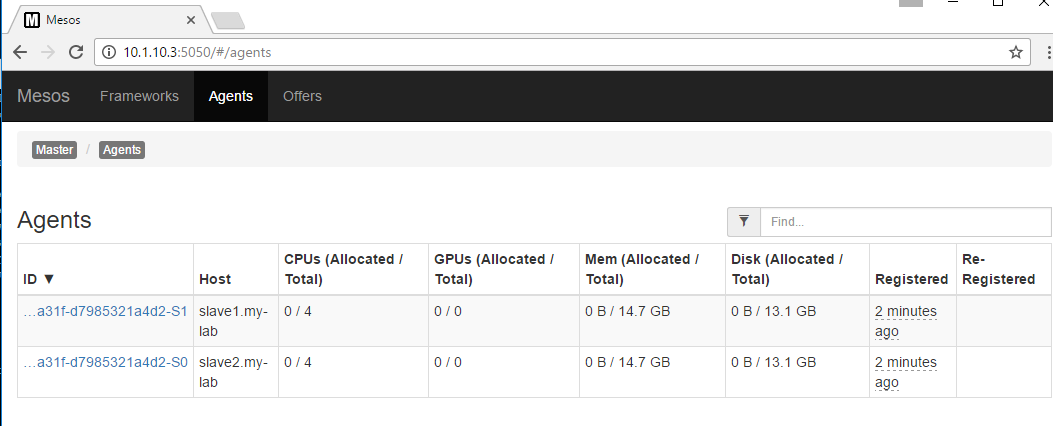 M Mesos
10.1.10.3:5050/#/agents
Mesos Frameworks Agents Offers
Master / Agents
Agents
Find...
ID ▼ Host CPUs (Allocated / Total) GPUs (Allocated / Total) Mem (Allocated / Total) Disk (Allocated / Total) Registered Re-Registered
...a31f-d7985321a4d2-S1 slave1.my-lab 0 / 4 0 / 0 0 B / 14.7 GB 0 B / 13.1 GB 2 minutes ago
...a31f-d7985321a4d2-S0 slave2.my-lab 0 / 4 0 / 0 0 B / 14.7 GB 0 B / 13.1 GB 2 minutes ago